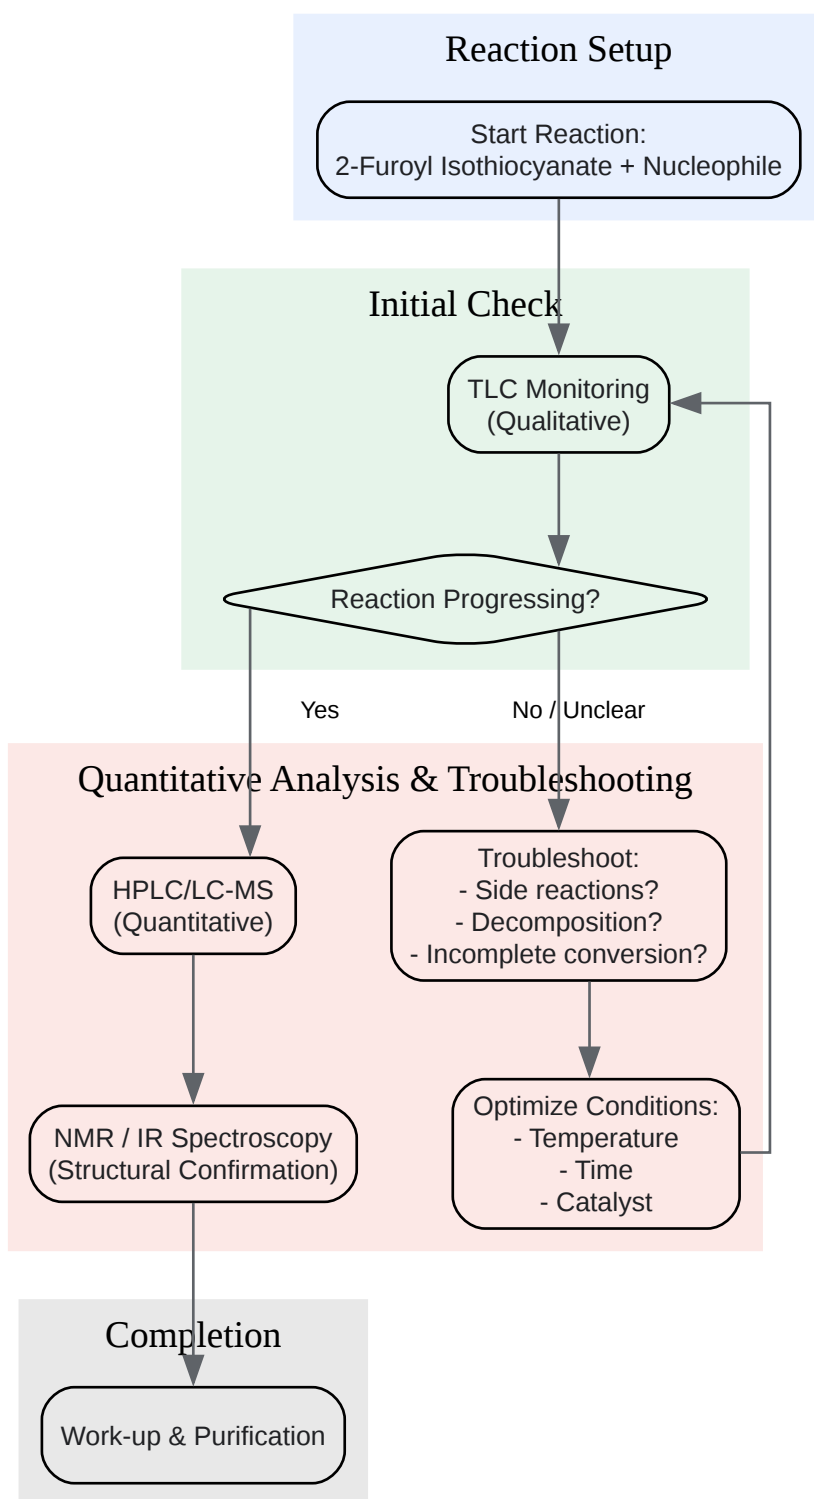 Reaction Setup
Start Reaction:
2-Furoyl Isothiocyanate + Nucleophile
Initial Check
TLC Monitoring
(Qualitative)
Reaction Progressing?
Yes
No / Unclear
Quantitative Analysis & Troubleshooting
HPLC/LC-MS
(Quantitative)
Troubleshoot:
- Side reactions?
- Decomposition?
- Incomplete conversion?
NMR / IR Spectroscopy
(Structural Confirmation)
Optimize Conditions:
- Temperature
- Time
- Catalyst
Completion
Work-up & Purification